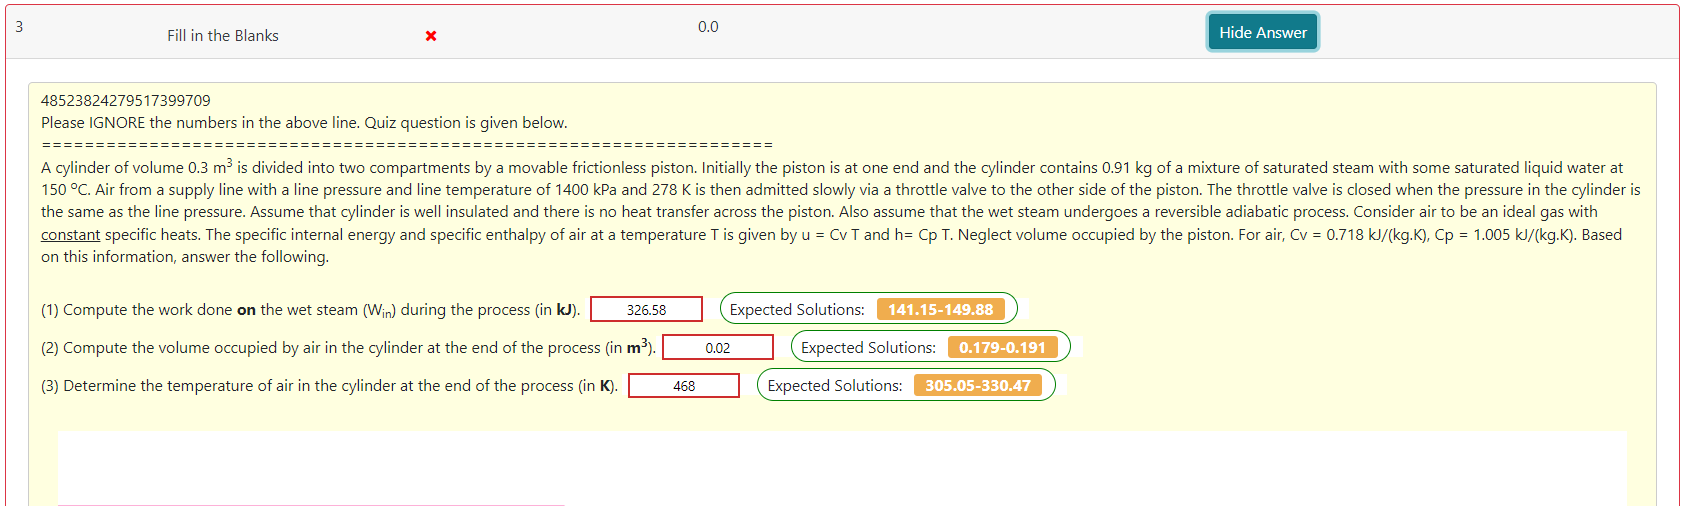 3
Fill in the Blanks
0.0
Hide Answer
48523824279517399709
Please IGNORE the numbers in the above line. Quiz question is given below.
====================================================================
A cylinder of volume 0.3 m³ is divided into two compartments by a movable frictionless piston. Initially the piston is at one end and the cylinder contains 0.91 kg of a mixture of saturated steam with some saturated liquid water at
150 ºC. Air from a supply line with a line pressure and line temperature of 1400 kPa and 278 K is then admitted slowly via a throttle valve to the other side of the piston. The throttle valve is closed when the pressure in the cylinder is
the same as the line pressure. Assume that cylinder is well insulated and there is no heat transfer across the piston. Also assume that the wet steam undergoes a reversible adiabatic process. Consider air to be an ideal gas with
constant specific heats. The specific internal energy and specific enthalpy of air at a temperature T is given by u = Cv T and h= Cp T. Neglect volume occupied by the piston. For air, Cv = 0.718 kJ/(kg.K), Cp = 1.005 kJ/(kg.K). Based
on this information, answer the following.
(1) Compute the work done on the wet steam (Win) during the process (in kJ). 326.58 Expected Solutions: 141.15-149.88
(2) Compute the volume occupied by air in the cylinder at the end of the process (in m³). 0.02 Expected Solutions: 0.179-0.191
(3) Determine the temperature of air in the cylinder at the end of the process (in K). 468 Expected Solutions: 305.05-330.47